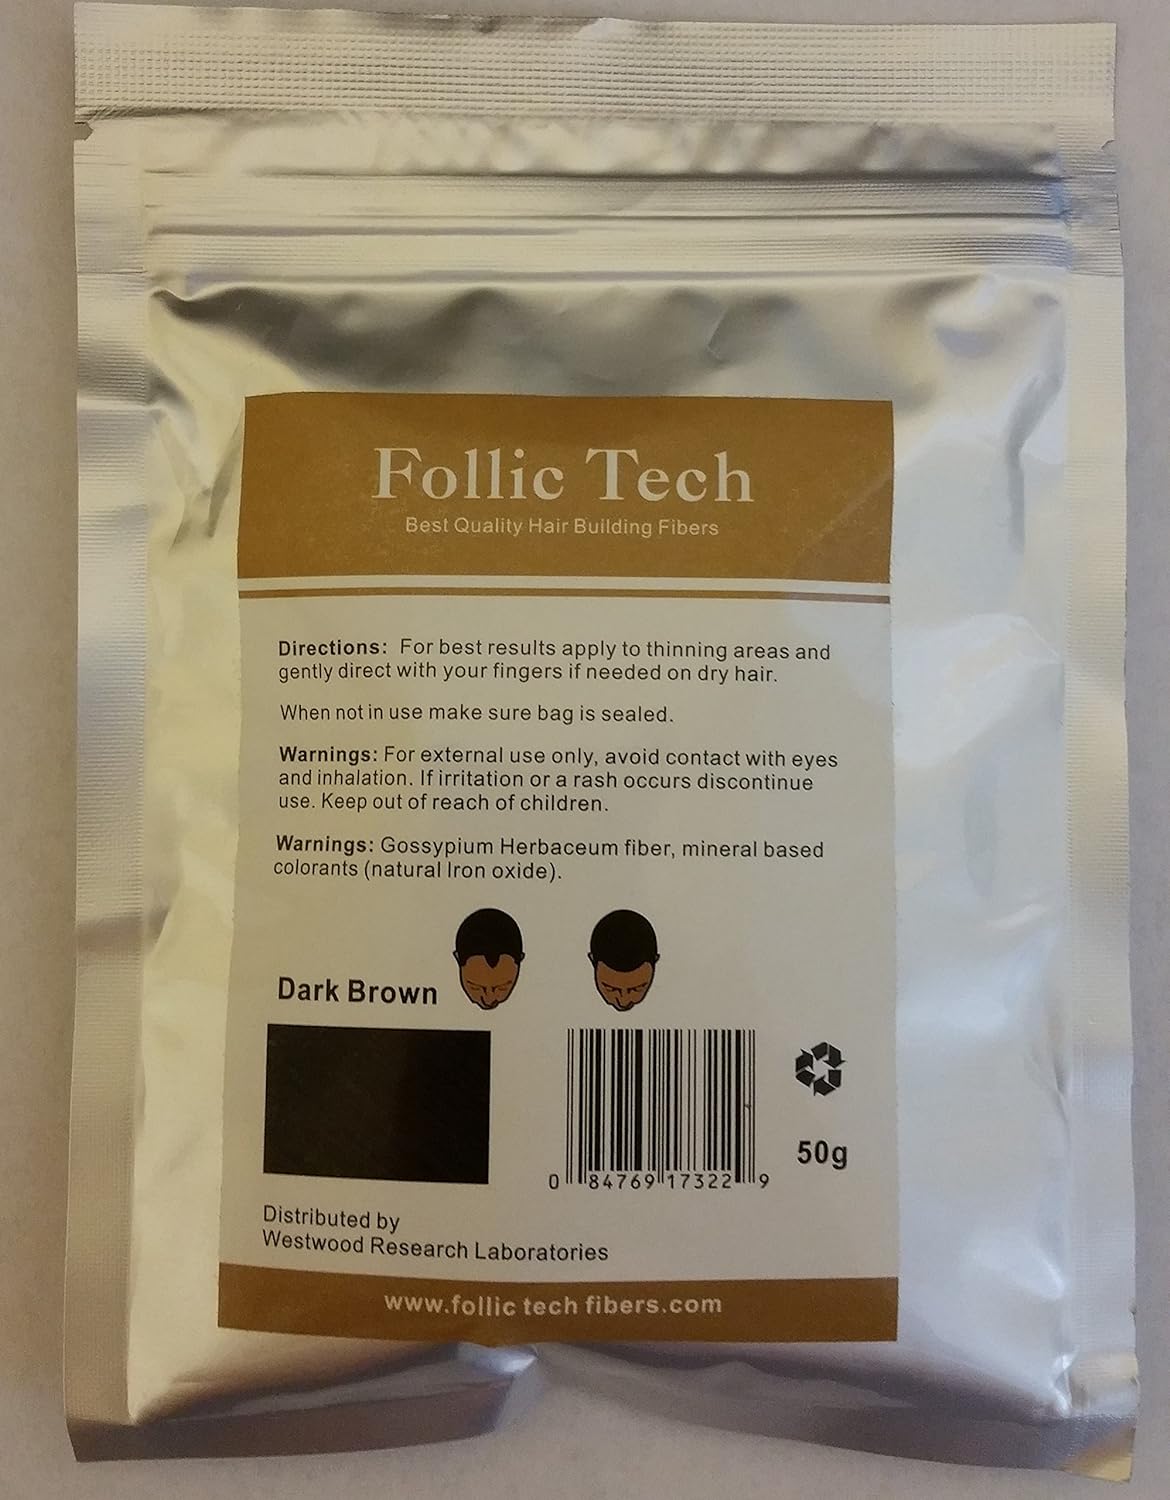 Follic Tech
Best Quality Hair Building Fibers
Directions: For best results apply to thinning areas and
gently direct with your fingers if needed on dry hair.
When not in use make sure bag is sealed.
Warnings: For external use only, avoid contact with eyes
and inhalation. If irritation or a rash occurs discontinue
use. Keep out of reach of children.
Warnings: Gossypium Herbaceum fiber, mineral based
colorants (natural Iron oxide).
Dark Brown
50g
0 84769 17322 9
Distributed by
Westwood Research Laboratories
www.follic tech fibers.com